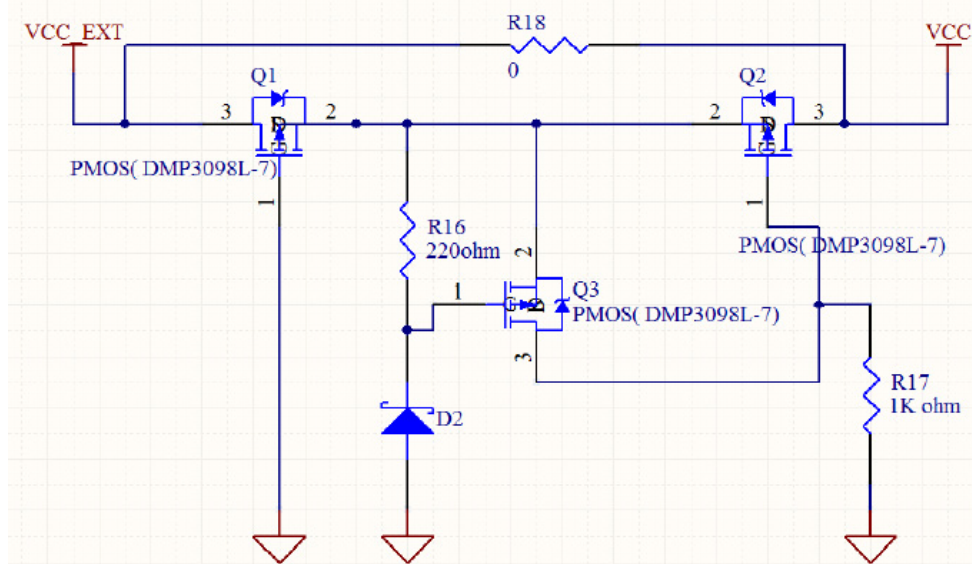 R18
VCC_EXT
VCC
0
Q1
Q2
3
2
2
3
D
D
G
G
PMOS( DMP3098L-7)
1
1
R16
220ohm
PMOS( DMP3098L-7)
2
1
G
D
Q3
PMOS( DMP3098L-7)
3
R17
1K ohm
D2